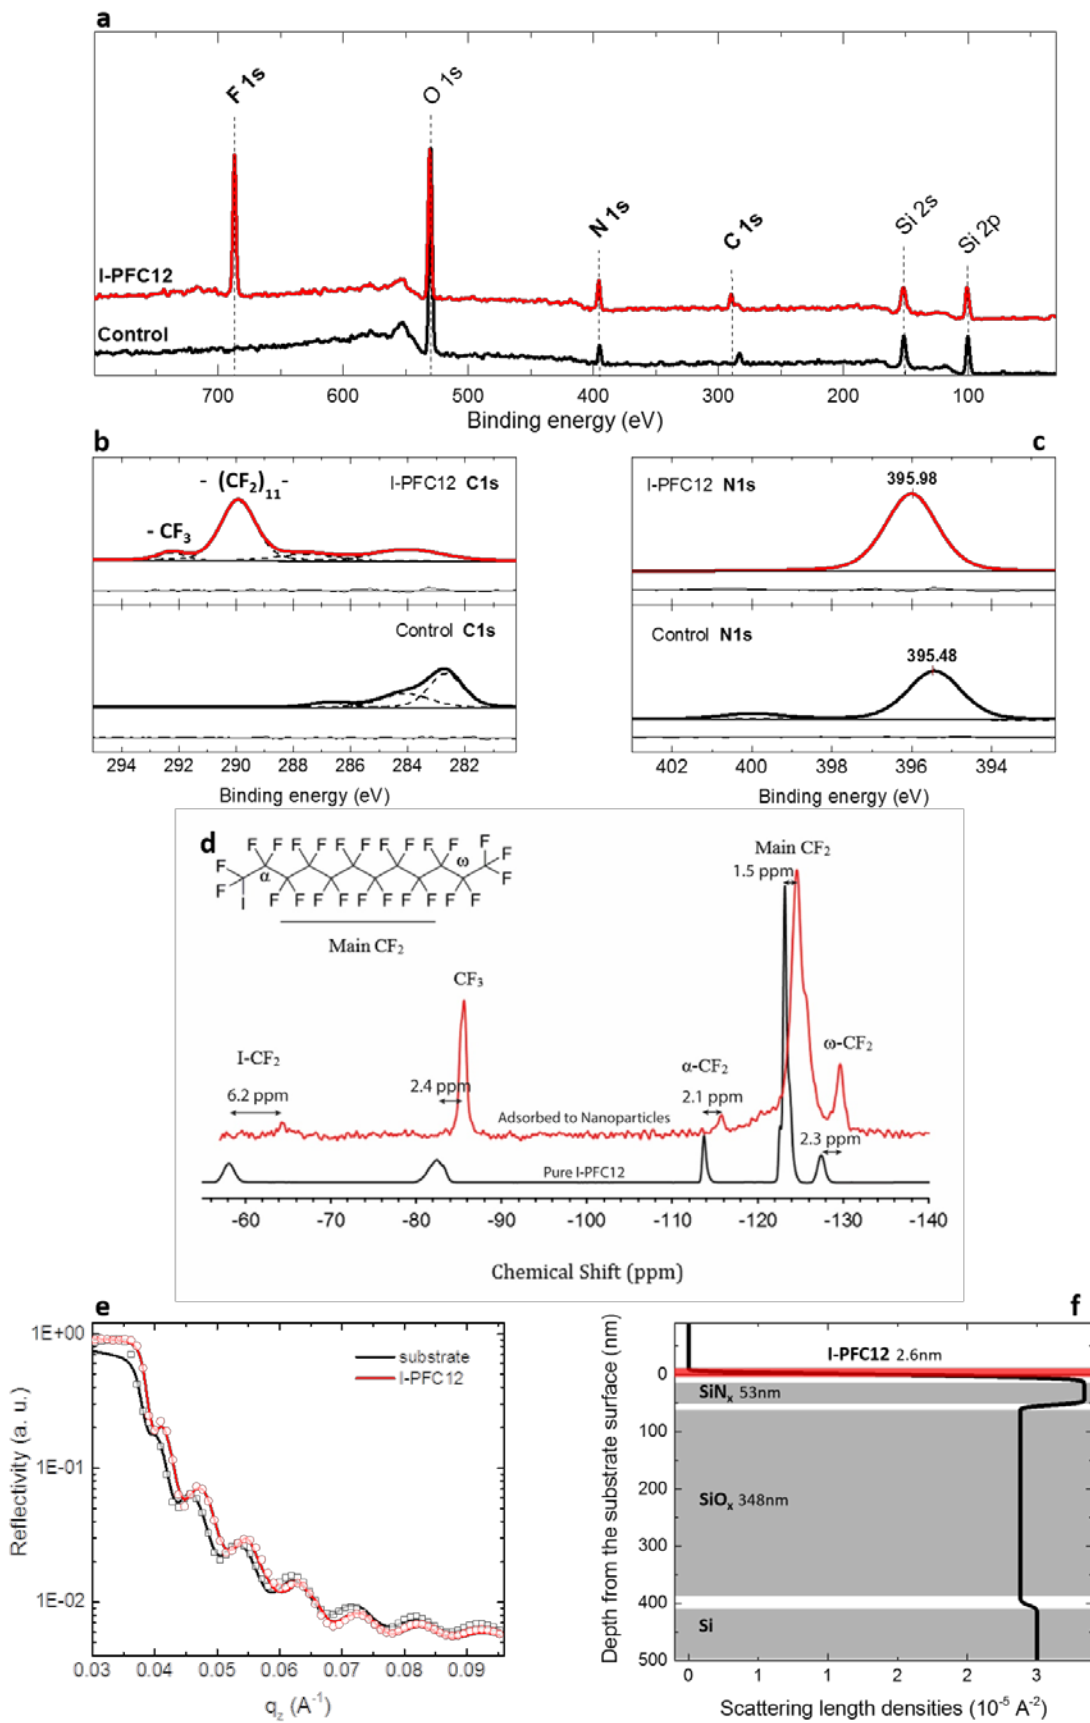 a
F 1s
O 1s
N 1s
C 1s
Si 2s
Si 2p
I-PFC12
Control
700 600 500 400 300 200 100
Binding energy (eV)
b
- (CF2)11-
- CF3
I-PFC12 C1s
Control C1s
294 292 290 288 286 284 282
Binding energy (eV)
c
I-PFC12 N1s
395.98
Control N1s
395.48
402 400 398 396 394
Binding energy (eV)
d
F F F F F F F F F F F
F α ω F
F F
I F F F F F F F F F F
Main CF2
Main CF2
1.5 ppm
CF3
I-CF2
α-CF2
ω-CF2
6.2 ppm
2.4 ppm
2.1 ppm
Adsorbed to Nanoparticles
2.3 ppm
Pure I-PFC12
-60 -70 -80 -90 -100 -110 -120 -130 -140
Chemical Shift (ppm)
e
1E+00
1E-01
1E-02
substrate
I-PFC12
Reflectivity (a. u.)
0.03 0.04 0.05 0.06 0.07 0.08 0.09
qz (A-1)
f
I-PFC12 2.6nm
SiNx 53nm
SiOx 348nm
Si
0
100
200
300
400
500
Depth from the substrate surface (nm)
0 1 1 2 2 3
Scattering length densities (10-5 A-2)